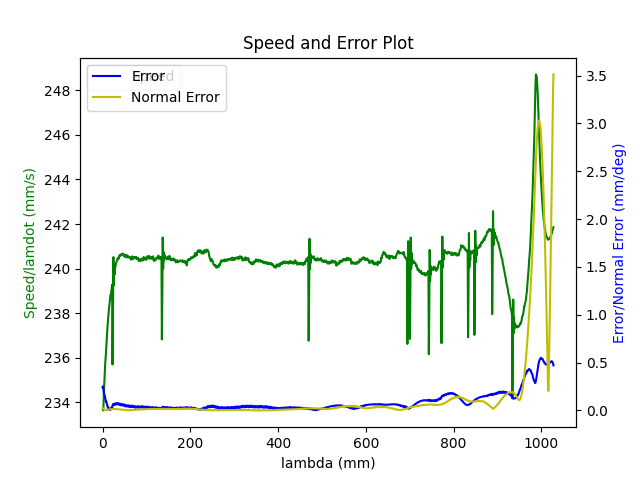 Speed and Error Plot
Error
Normal Error
248
246
244
242
240
238
236
234
Speed/lamdot (mm/s)
3.5
3.0
2.5
2.0
1.5
1.0
0.5
0.0
Error/Normal Error (mm/deg)
0 200 400 600 800 1000
lambda (mm)